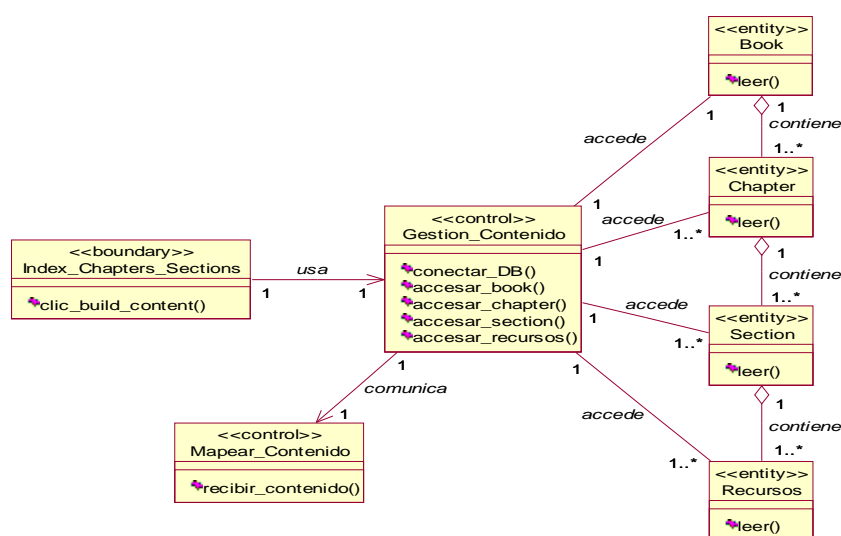 <<entity>>
Book
leer()
1
1
contiene
accede
1..*
<<entity>>
Chapter
leer()
1
<<control>>
Gestion_Contenido
conectar_DB()
accesar_book()
accesar_chapter()
accesar_section()
accesar_recursos()
accede
1..*
1
1
contiene
1..*
<<boundary>>
Index_Chapters_Sections
clic_build_content()
usa
1
1
accede
1
1..*
<<entity>>
Section
leer()
1
1
comunica
1
accede
1
contiene
1..*
1..*
<<control>>
Mapear_Contenido
recibir_contenido()
<<entity>>
Recursos
leer()